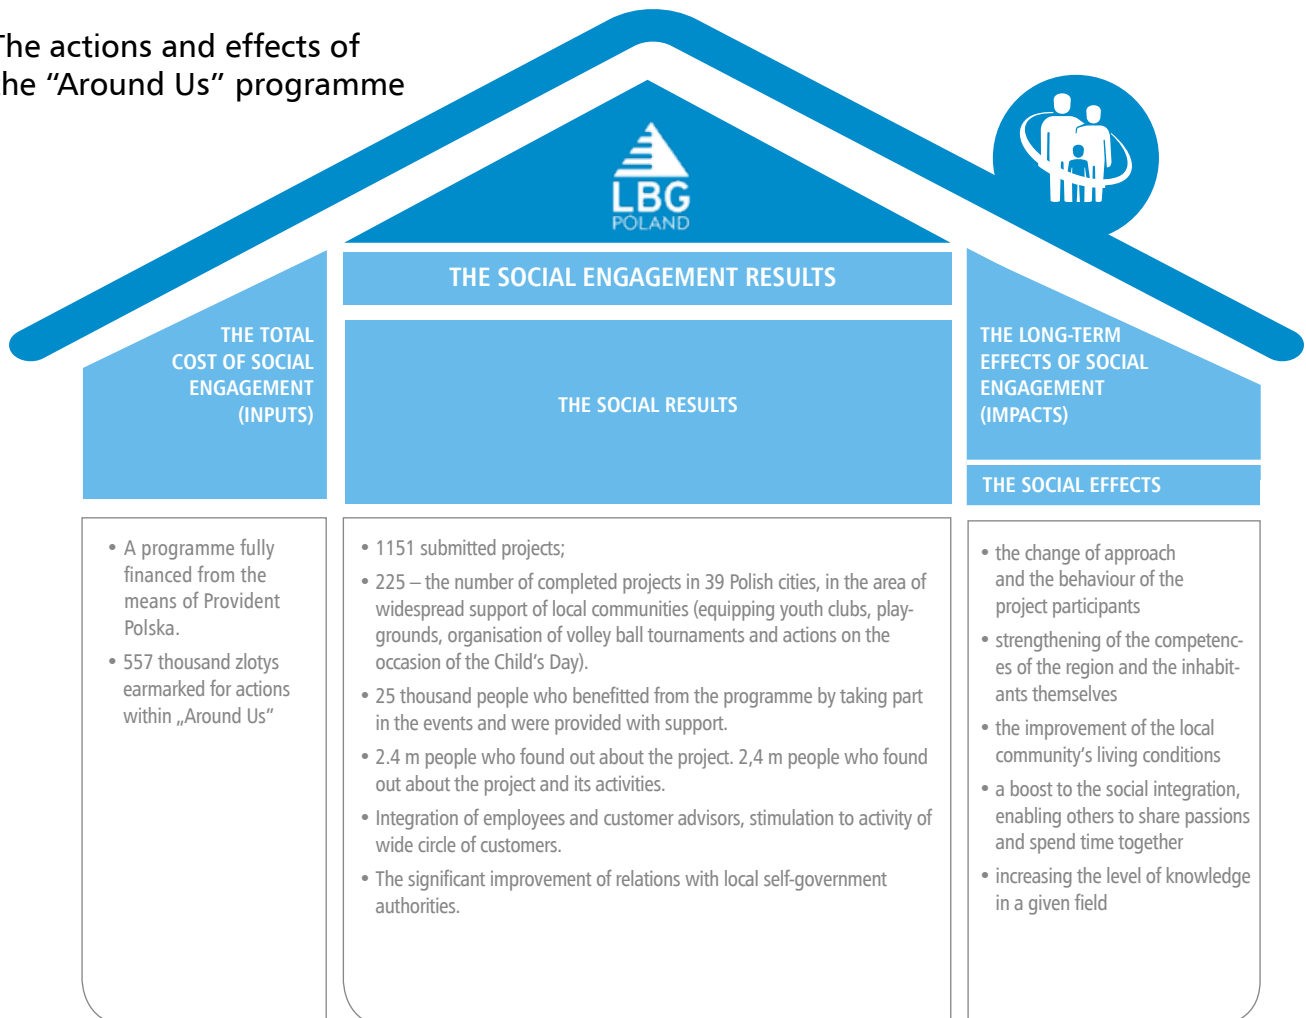 The actions and effects of
the “Around Us” programme
LBG
POLAND
THE SOCIAL ENGAGEMENT RESULTS
THE TOTAL
COST OF SOCIAL
ENGAGEMENT
(INPUTS)
THE SOCIAL RESULTS
THE LONG-TERM
EFFECTS OF SOCIAL
ENGAGEMENT
(IMPACTS)
THE SOCIAL EFFECTS
• A programme fully
financed from the
means of Provident
Polska.
• 557 thousand zlotys
earmarked for actions
within „Around Us”
• 1151 submitted projects;
• 225 – the number of completed projects in 39 Polish cities, in the area of
widespread support of local communities (equipping youth clubs, play-
grounds, organisation of volley ball tournaments and actions on the
occasion of the Child’s Day).
• 25 thousand people who benefitted from the programme by taking part
in the events and were provided with support.
• 2.4 m people who found out about the project. 2,4 m people who found
out about the project and its activities.
• Integration of employees and customer advisors, stimulation to activity of
wide circle of customers.
• The significant improvement of relations with local self-government
authorities.
• the change of approach
and the behaviour of the
project participants
• strengthening of the competenc-
es of the region and the inhabit-
ants themselves
• the improvement of the local
community’s living conditions
• a boost to the social integration,
enabling others to share passions
and spend time together
• increasing the level of knowledge
in a given field